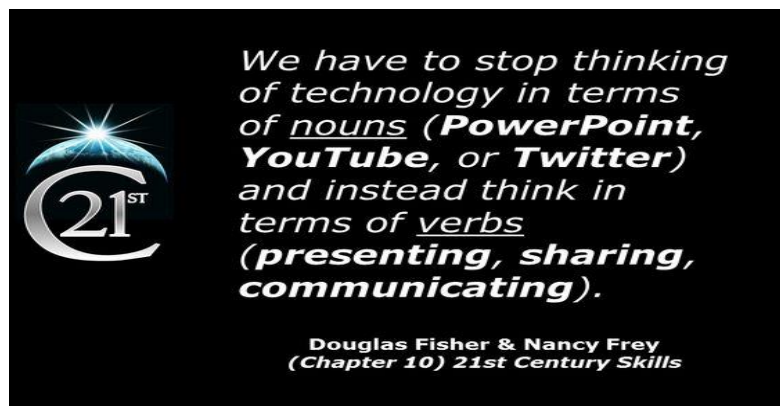 We have to stop thinking
of technology in terms
of nouns (PowerPoint,
YouTube, or Twitter)
and instead think in
terms of verbs
(presenting, sharing,
communicating).
C 21ST
Douglas Fisher & Nancy Frey
(Chapter 10) 21st Century Skills